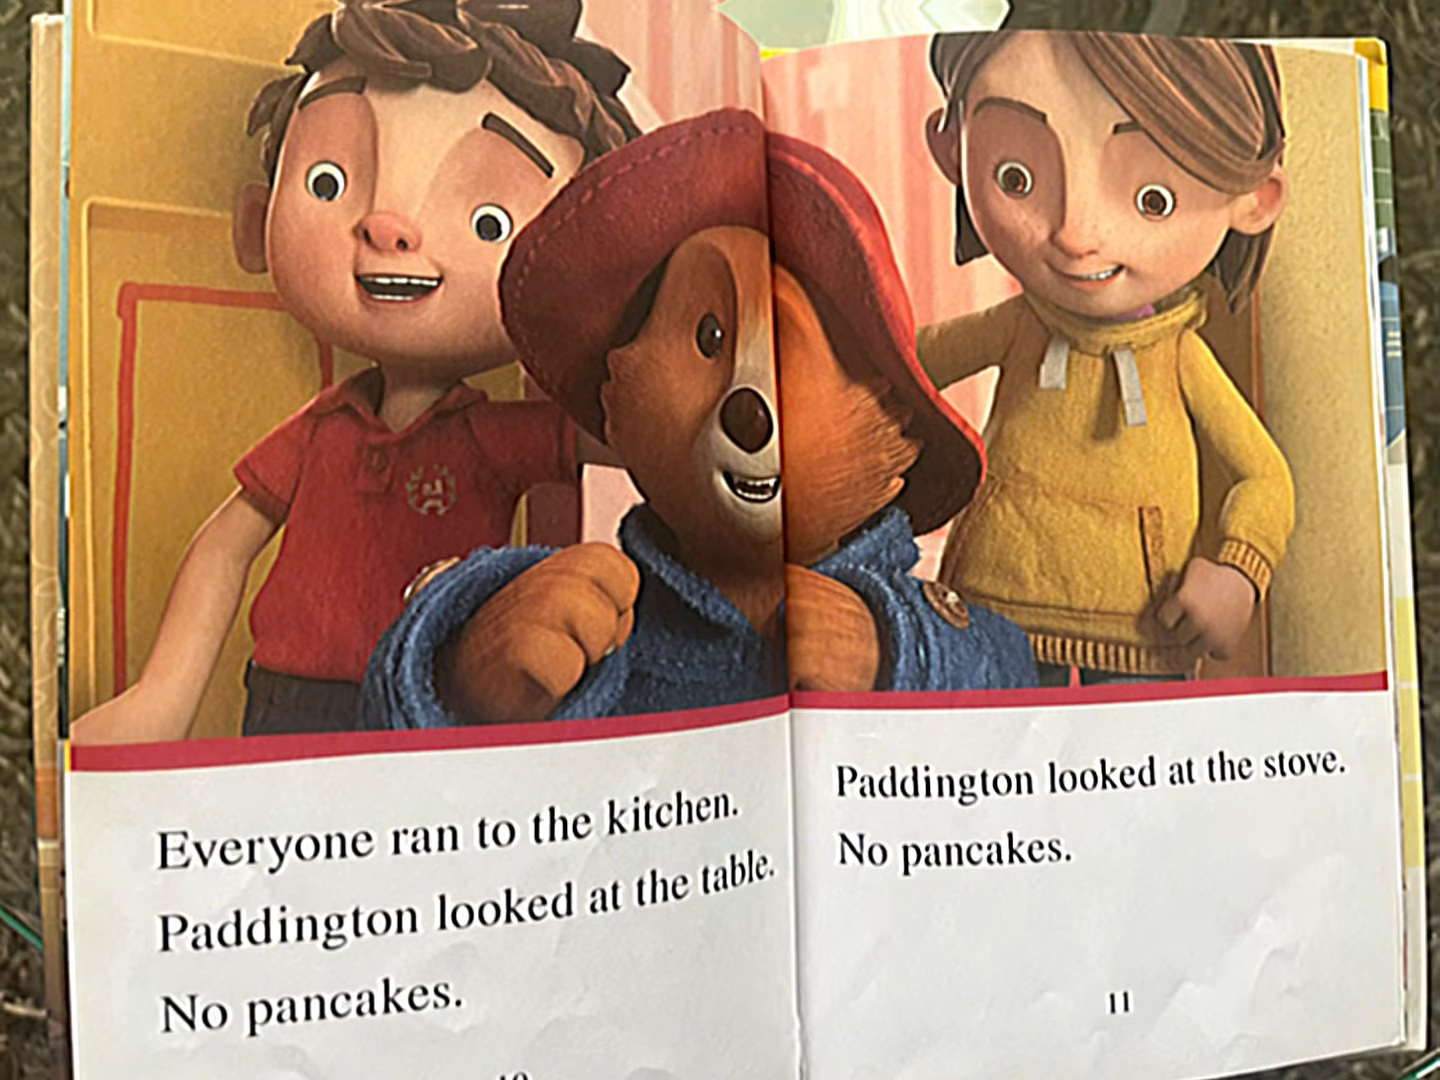 Everyone ran to the kitchen.
Paddington looked at the table.
No pancakes.
10
Paddington looked at the stove.
No pancakes.
11